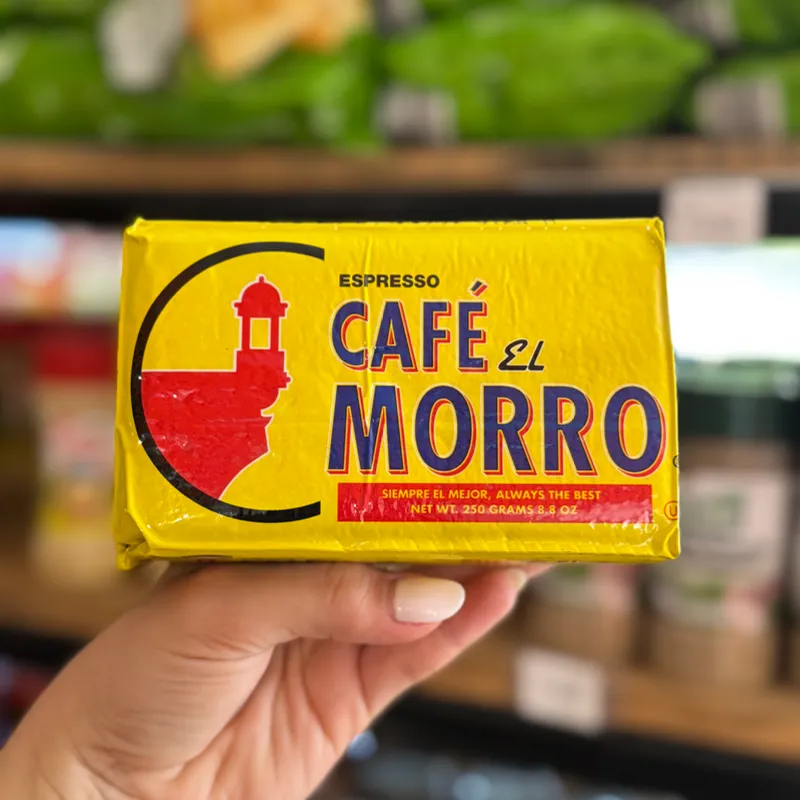 ESPRESSO
CAFÉ EL
MORRO
SIEMPRE EL MEJOR, ALWAYS THE BEST
NET WT. 250 GRAMS 8.8 OZ
U